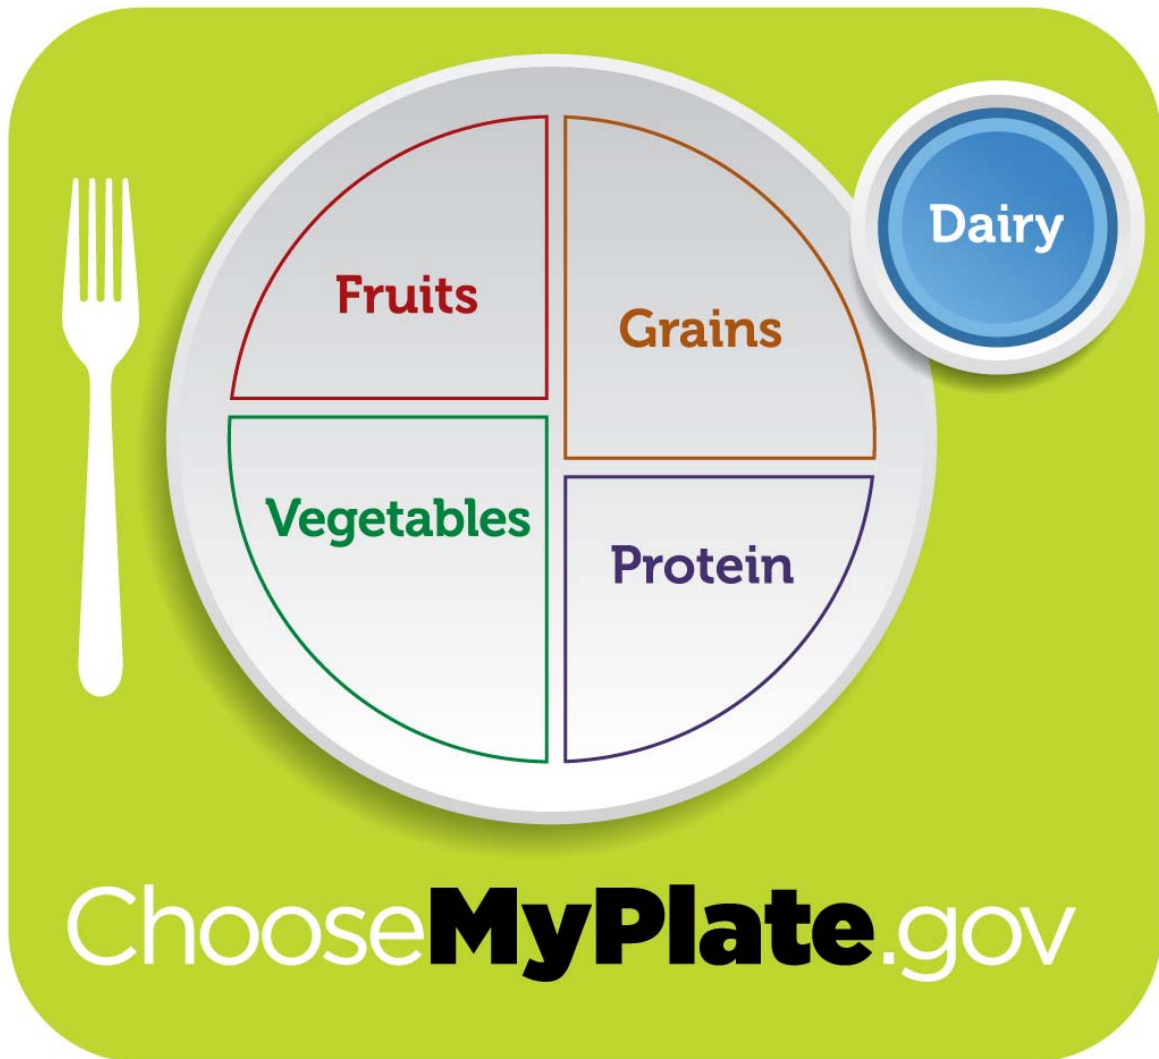 Dairy
Fruits
Grains
Vegetables
Protein
ChooseMyPlate.gov